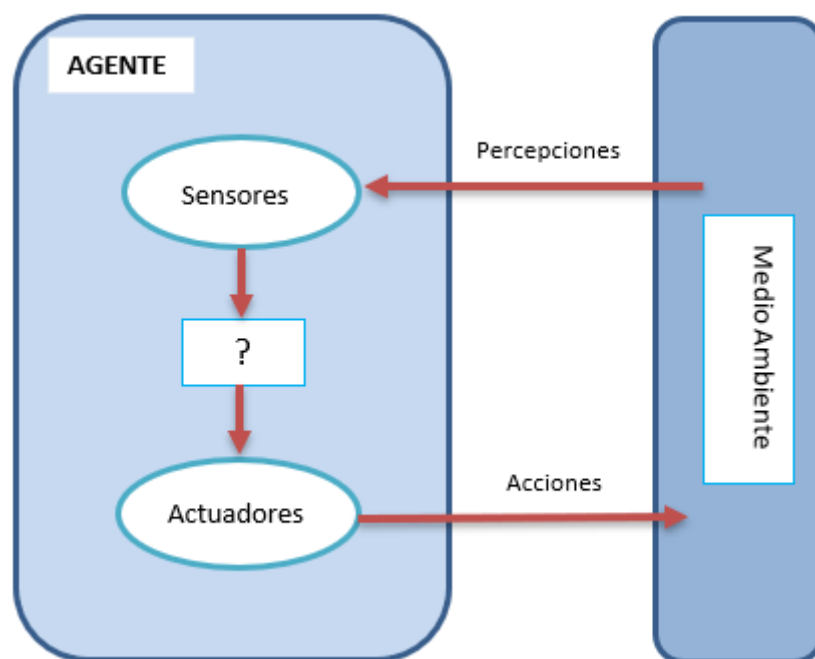 AGENTE
Percepciones
Sensores
?
Medio Ambiente
Acciones
Actuadores